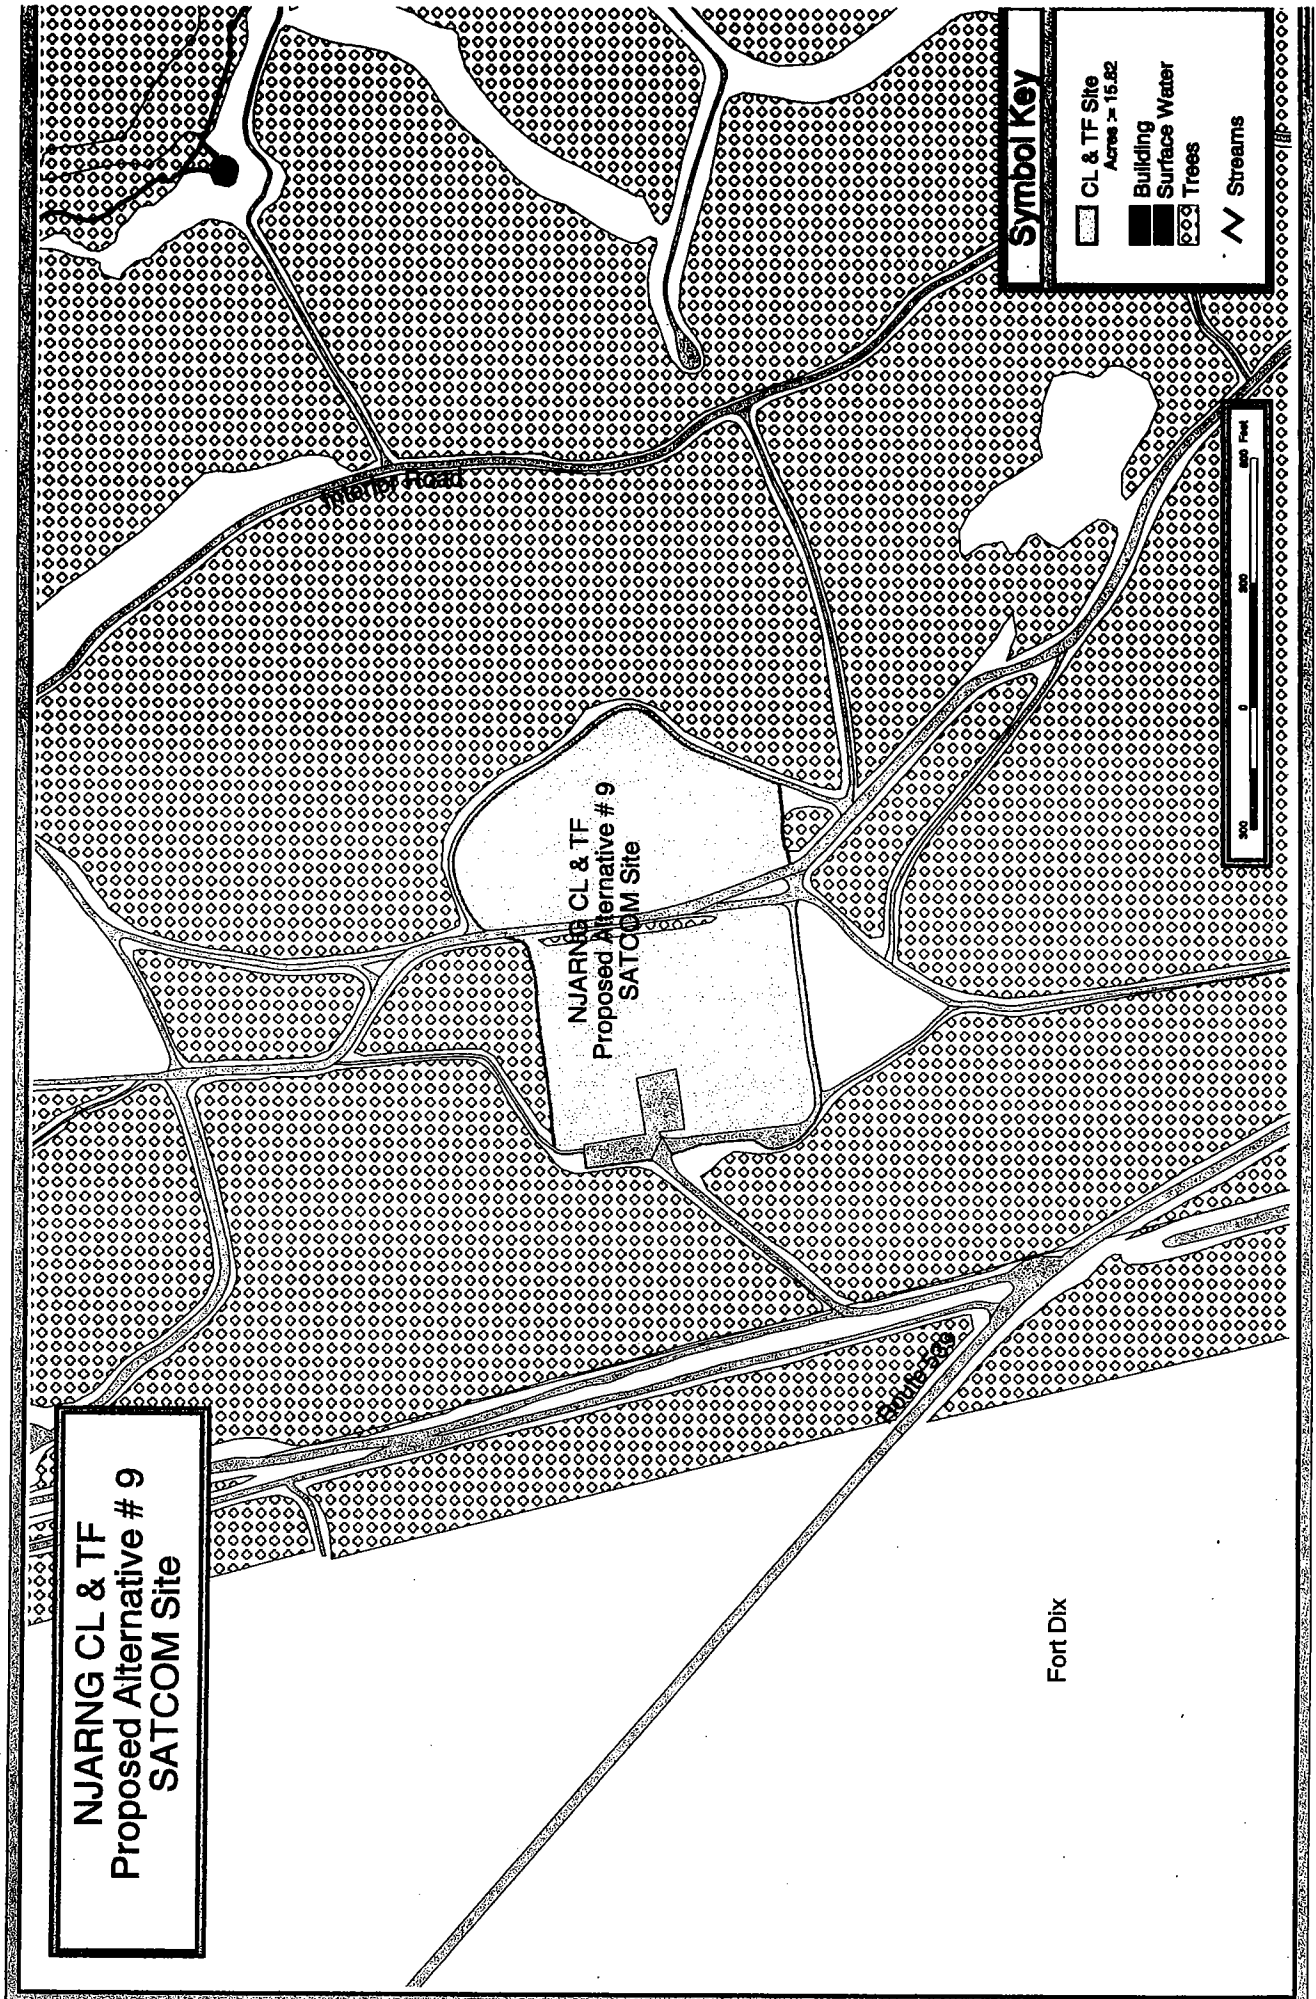 NJARNG CL & TF
Proposed Alternative # 9
SATCOM Site
Interior Road
NJARNG CL & TF
Proposed Alternative # 9
SATCOM Site
Route 539
Fort Dix
Symbol Key
CL & TF Site
Acres = 15.82
Building
Surface Water
Trees
Streams
300 0 300 600 Feet